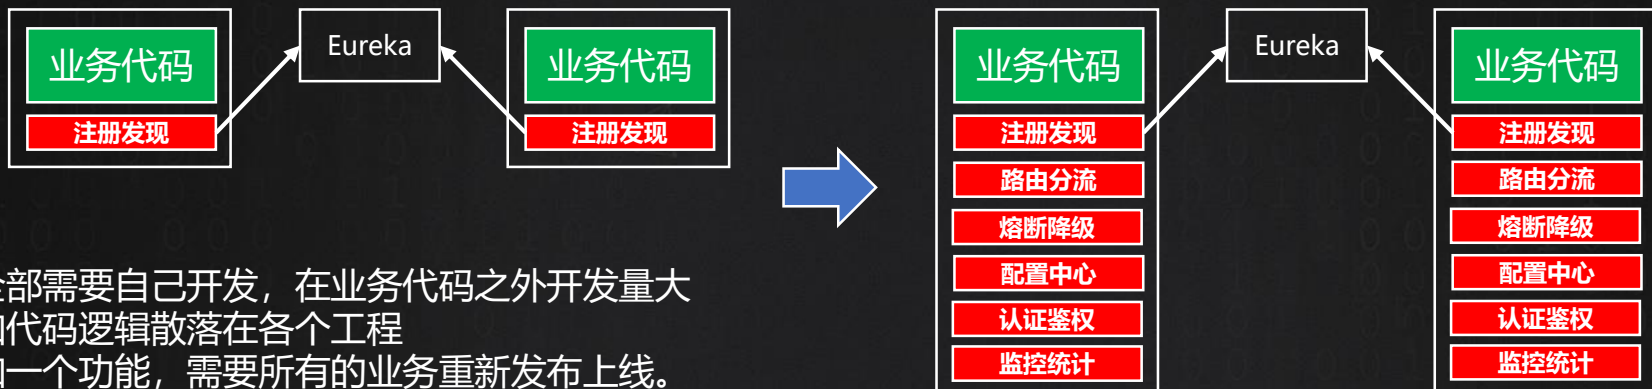 业务代码
Eureka
业务代码
注册发现
注册发现
全部需要自己开发，在业务代码之外开发量大
加代码逻辑散落在各个工程
加一个功能，需要所有的业务重新发布上线。
业务代码
Eureka
业务代码
注册发现
注册发现
路由分流
路由分流
熔断降级
熔断降级
配置中心
配置中心
认证鉴权
认证鉴权
监控统计
监控统计